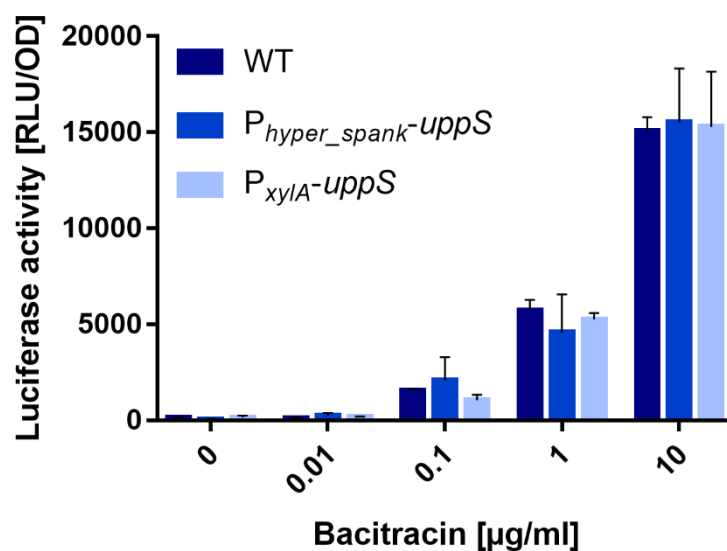 Luciferase activity [RLU/OD]
20000
15000
10000
5000
0
WT
Phyper_spank-uppS
PxylA-uppS
0
0.01
0.1
1
10
Bacitracin [µg/ml]